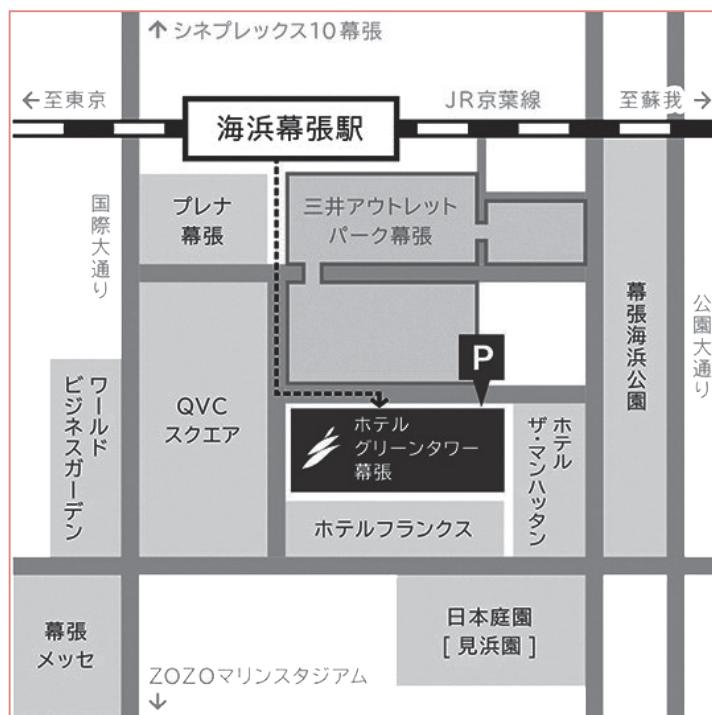 ↑ シネプレックス10幕張
←至東京
JR京葉線
至蘇我→
海浜幕張駅
国際大通り
プレナ
幕張
三井アウトレット
パーク幕張
幕張海浜公園
公園大通り
P
ワールド
ビジネスガーデン
QVC
スクエア
ホテル
グリーンタワー
幕張
ホテル
ザ・マンハッタン
ホテルフランクス
幕張
メッセ
日本庭園
[ 見浜園 ]
ZOZOマリンスタジアム
↓